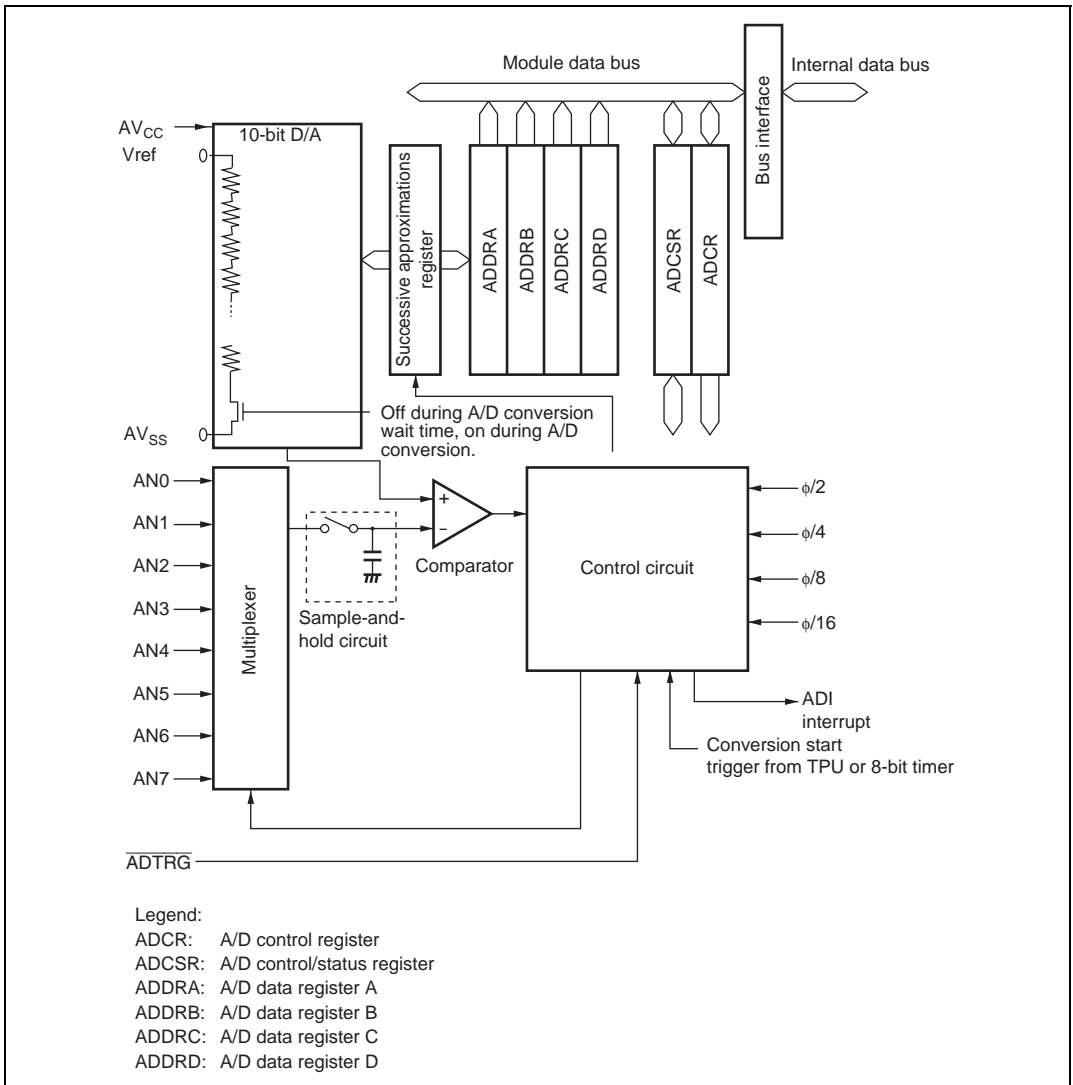 Module data bus
Internal data bus
Bus interface
AVCC
Vref
10-bit D/A
Successive approximations
register
ADDRA
ADDRB
ADDRC
ADDRD
ADCSR
ADCR
Off during A/D conversion
wait time, on during A/D
conversion.
AVSS
AN0
AN1
AN2
AN3
AN4
AN5
AN6
AN7
Multiplexer
Sample-and-
hold circuit
+
−
Comparator
Control circuit
ϕ/2
ϕ/4
ϕ/8
ϕ/16
ADI
interrupt
Conversion start
trigger from TPU or 8-bit timer
ADTRG
Legend:
ADCR: A/D control register
ADCSR: A/D control/status register
ADDRA: A/D data register A
ADDRB: A/D data register B
ADDRC: A/D data register C
ADDRD: A/D data register D